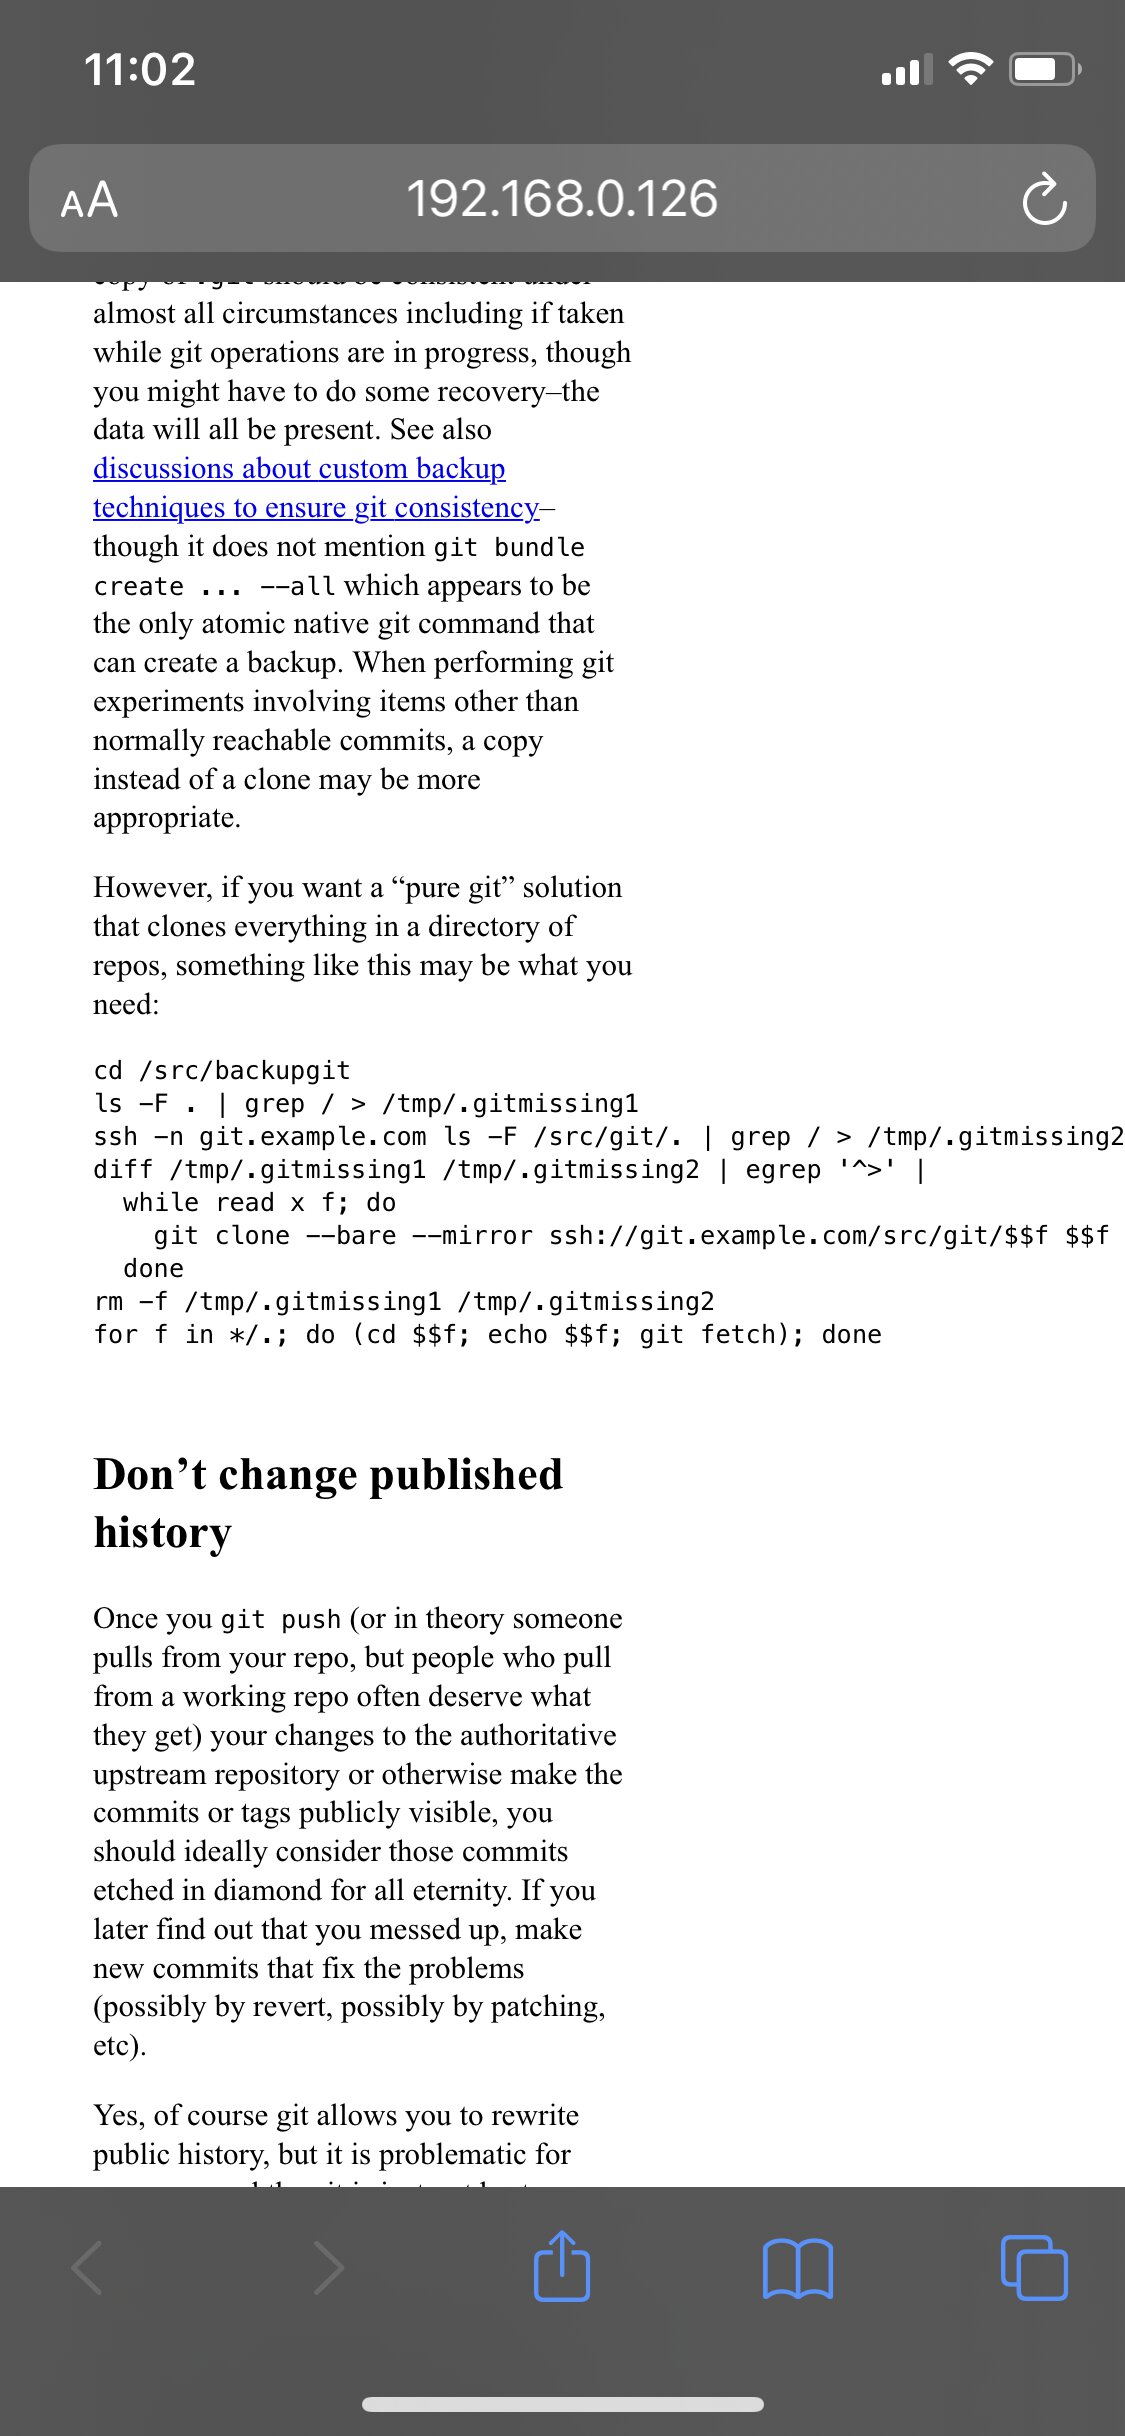 11:02
AA 192.168.0.126
copy of .git should be consistent under
almost all circumstances including if taken
while git operations are in progress, though
you might have to do some recovery–the
data will all be present. See also
discussions about custom backup
techniques to ensure git consistency–
though it does not mention git bundle
create ... --all which appears to be
the only atomic native git command that
can create a backup. When performing git
experiments involving items other than
normally reachable commits, a copy
instead of a clone may be more
appropriate.
However, if you want a “pure git” solution
that clones everything in a directory of
repos, something like this may be what you
need:
cd /src/backupgit
ls -F . | grep / > /tmp/.gitmissing1
ssh -n git.example.com ls -F /src/git/. | grep / > /tmp/.gitmissing2
diff /tmp/.gitmissing1 /tmp/.gitmissing2 | egrep '^>' |
  while read x f; do
    git clone --bare --mirror ssh://git.example.com/src/git/$$f $$f
  done
rm -f /tmp/.gitmissing1 /tmp/.gitmissing2
for f in */.; do (cd $$f; echo $$f; git fetch); done
Don’t change published
history
Once you git push (or in theory someone
pulls from your repo, but people who pull
from a working repo often deserve what
they get) your changes to the authoritative
upstream repository or otherwise make the
commits or tags publicly visible, you
should ideally consider those commits
etched in diamond for all eternity. If you
later find out that you messed up, make
new commits that fix the problems
(possibly by revert, possibly by patching,
etc).
Yes, of course git allows you to rewrite
public history, but it is problematic for